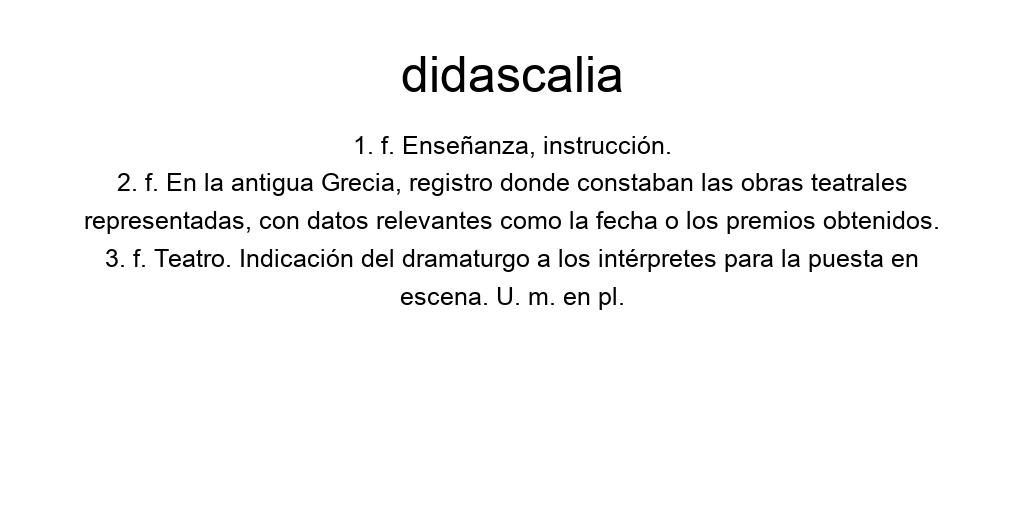 didascalia
1. f. Enseñanza, instrucción.
2. f. En la antigua Grecia, registro donde constaban las obras teatrales
representadas, con datos relevantes como la fecha o los premios obtenidos.
3. f. Teatro. Indicación del dramaturgo a los intérpretes para la puesta en
escena. U. m. en pl.